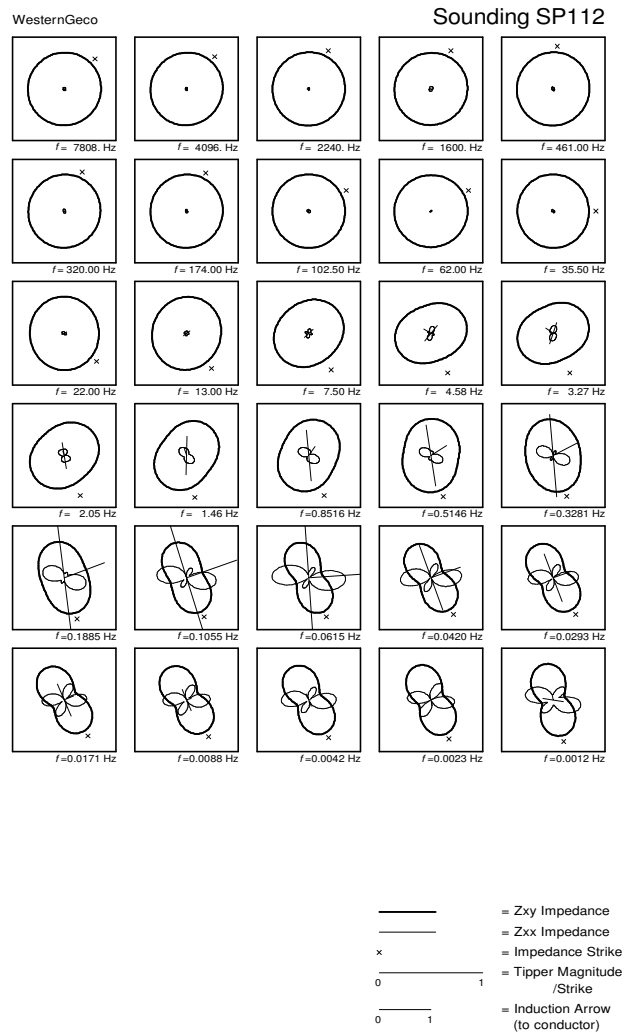 WesternGeco
Sounding SP112
f = 7808. Hz
f = 4096. Hz
f = 2240. Hz
f = 1600. Hz
f = 461.00 Hz
f = 320.00 Hz
f = 174.00 Hz
f = 102.50 Hz
f = 62.00 Hz
f = 35.50 Hz
f = 22.00 Hz
f = 13.00 Hz
f = 7.50 Hz
f = 4.58 Hz
f = 3.27 Hz
f = 2.05 Hz
f = 1.46 Hz
f =0.8516 Hz
f =0.5146 Hz
f =0.3281 Hz
f =0.1885 Hz
f =0.1055 Hz
f =0.0615 Hz
f =0.0420 Hz
f =0.0293 Hz
f =0.0171 Hz
f =0.0088 Hz
f =0.0042 Hz
f =0.0023 Hz
f =0.0012 Hz
= Zxy Impedance
= Zxx Impedance
× = Impedance Strike
= Tipper Magnitude
0 1 /Strike
= Induction Arrow
0 1 (to conductor)